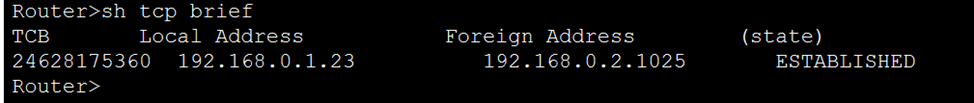 Router>sh tcp brief
TCB Local Address Foreign Address (state)
24628175360 192.168.0.1.23 192.168.0.2.1025 ESTABLISHED
Router>